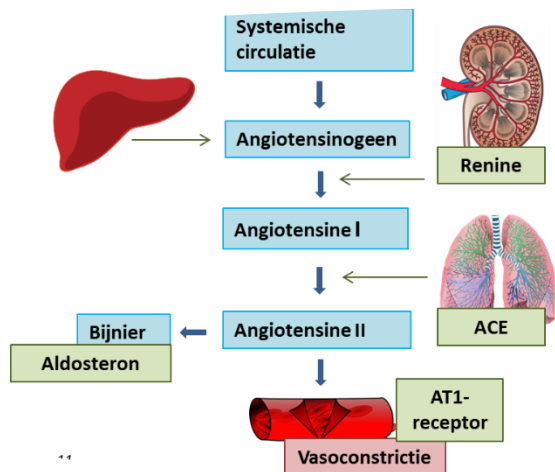 Systemische
circulatie
Angiotensinogeen
Renine
Angiotensine I
ACE
Angiotensine II
Bijnier
Aldosteron
AT1-
receptor
Vasoconstrictie